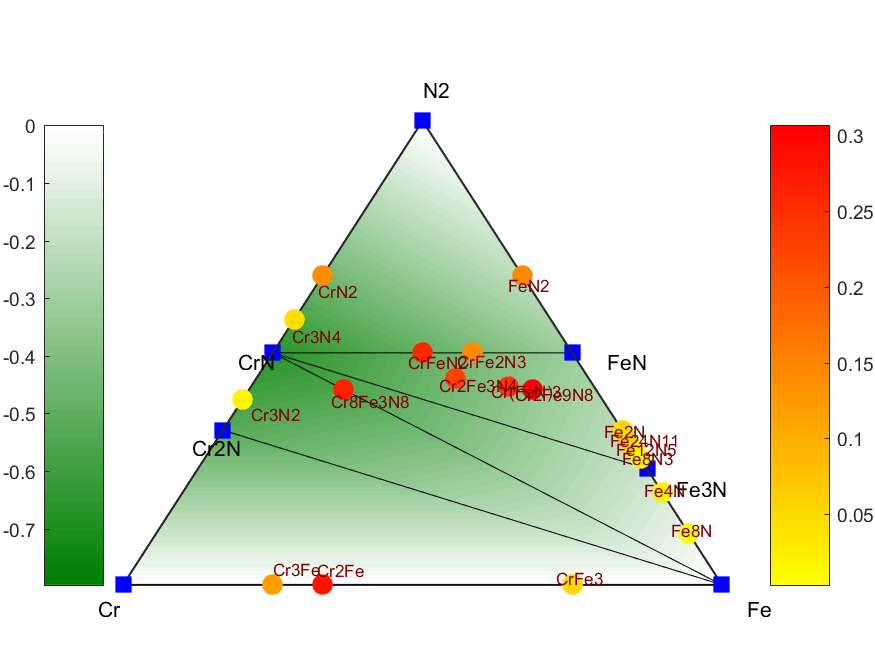 N2
0
-0.1
-0.2
-0.3
-0.4
-0.5
-0.6
-0.7
0.3
0.25
0.2
0.15
0.1
0.05
CrN2
FeN2
Cr3N4
CrN
CrFeN2
CrFe2N3
FeN
Cr2Fe3N4
Cr8Fe3N8
Cr3N2
Cr2N
Fe2N
Fe24N11
Fe12N5
Fe8N3
Fe4N
Fe3N
Fe8N
Cr3Fe
Cr2Fe
CrFe3
Cr
Fe